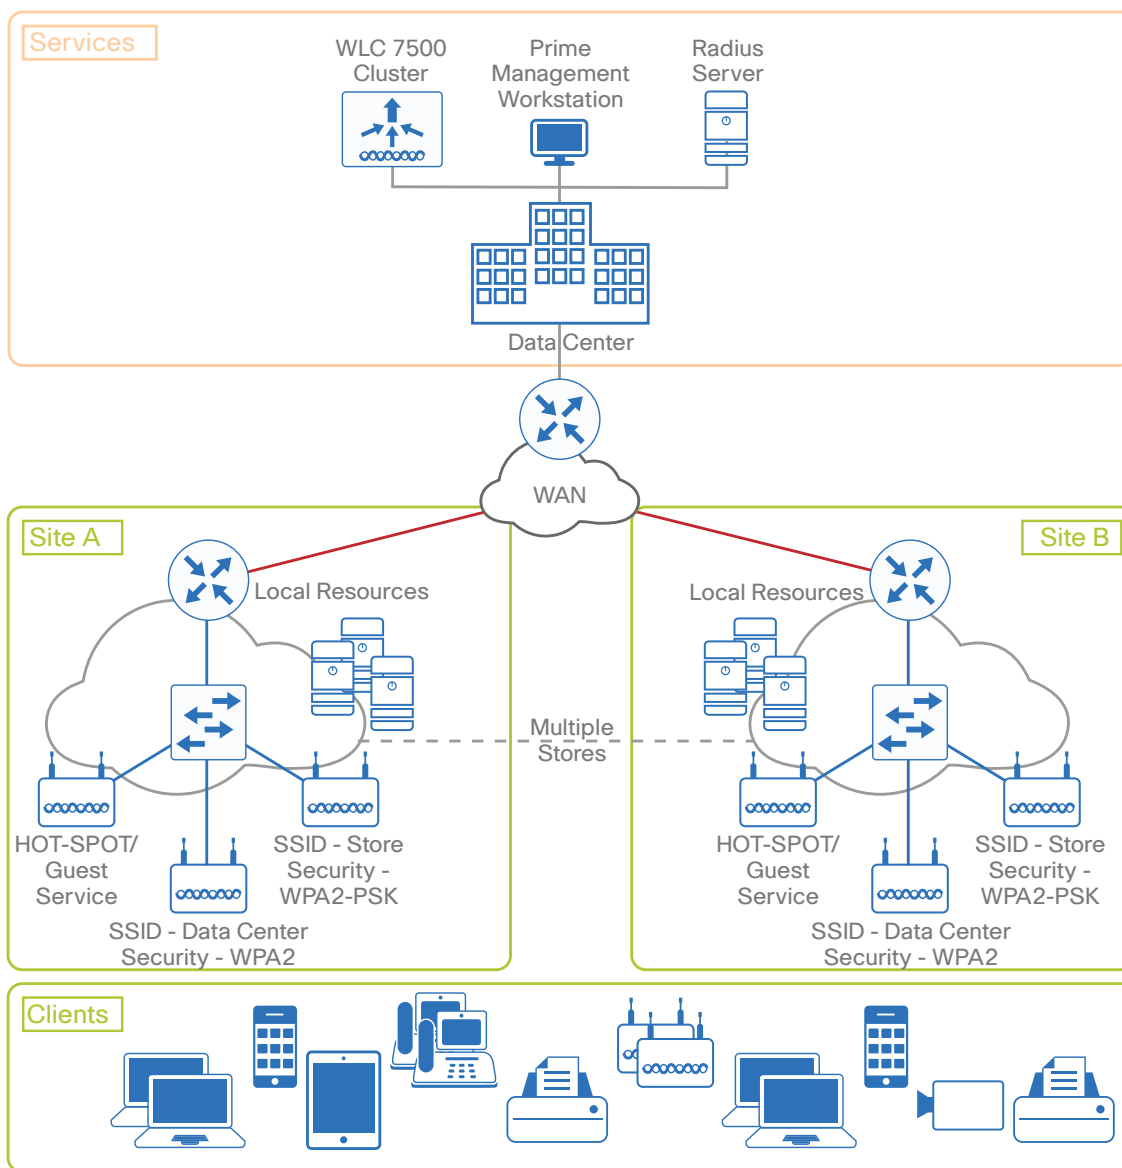 Services
WLC 7500
Cluster
Prime
Management
Workstation
Radius
Server
Data Center
WAN
Site A
Site B
Local Resources
Local Resources
Multiple
Stores
HOT-SPOT/
Guest
Service
SSID - Store
Security -
WPA2-PSK
SSID - Data Center
Security - WPA2
HOT-SPOT/
Guest
Service
SSID - Store
Security -
WPA2-PSK
SSID - Data Center
Security - WPA2
Clients